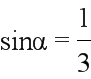 sinα = 1/3